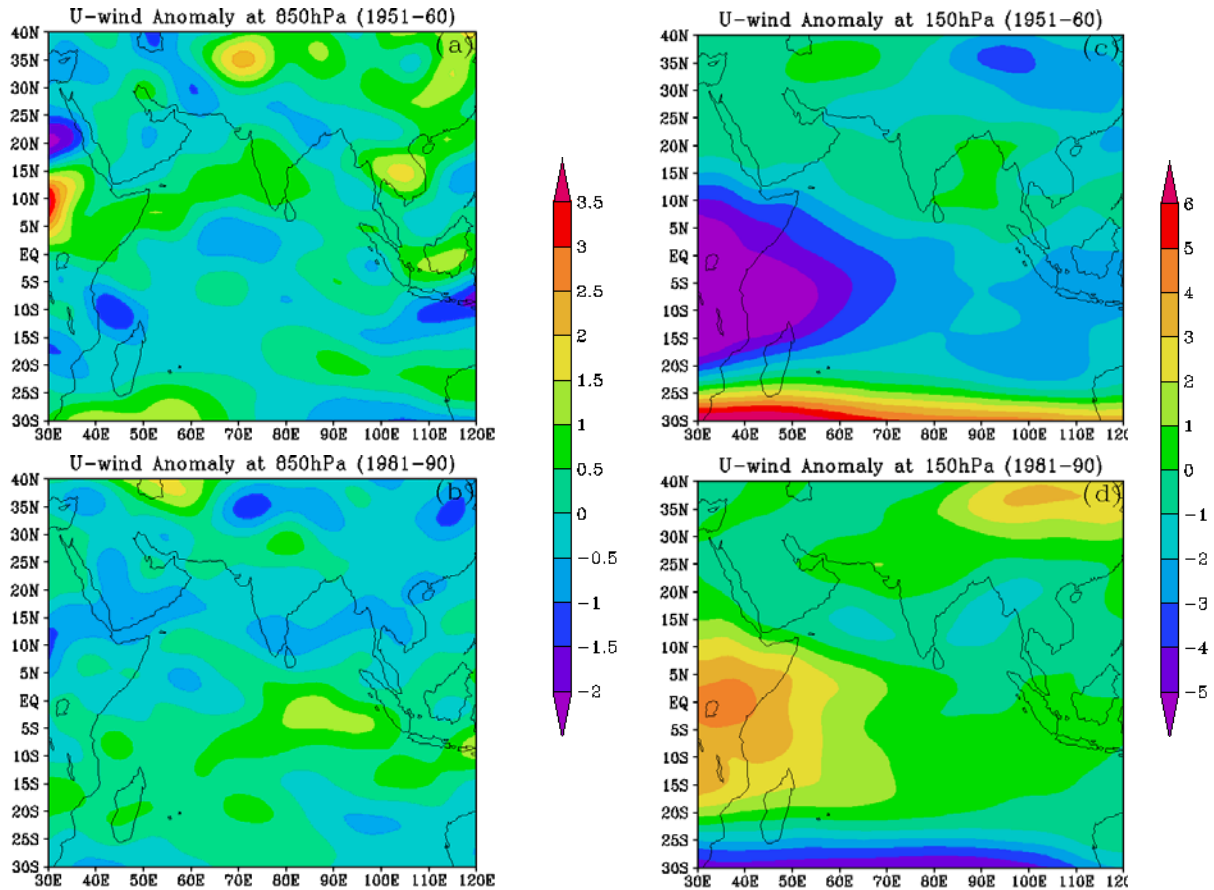 U-wind Anomaly at 850hPa (1951-60)
(a)
40N
35N
30N
25N
20N
15N
10N
5N
EQ
5S
10S
15S
20S
25S
30S
30E 40E 50E 60E 70E 80E 90E 100E 110E 120E
U-wind Anomaly at 850hPa (1981-90)
(b)
40N
35N
30N
25N
20N
15N
10N
5N
EQ
5S
10S
15S
20S
25S
30S
30E 40E 50E 60E 70E 80E 90E 100E 110E 120E
3.5
3
2.5
2
1.5
1
0.5
0
-0.5
-1
-1.5
-2
U-wind Anomaly at 150hPa (1951-60)
(c)
40N
35N
30N
25N
20N
15N
10N
5N
EQ
5S
10S
15S
20S
25S
30S
30E 40E 50E 60E 70E 80E 90E 100E 110E 120E
U-wind Anomaly at 150hPa (1981-90)
(d)
40N
35N
30N
25N
20N
15N
10N
5N
EQ
5S
10S
15S
20S
25S
30S
30E 40E 50E 60E 70E 80E 90E 100E 110E 120E
6
5
4
3
2
1
0
-1
-2
-3
-4
-5